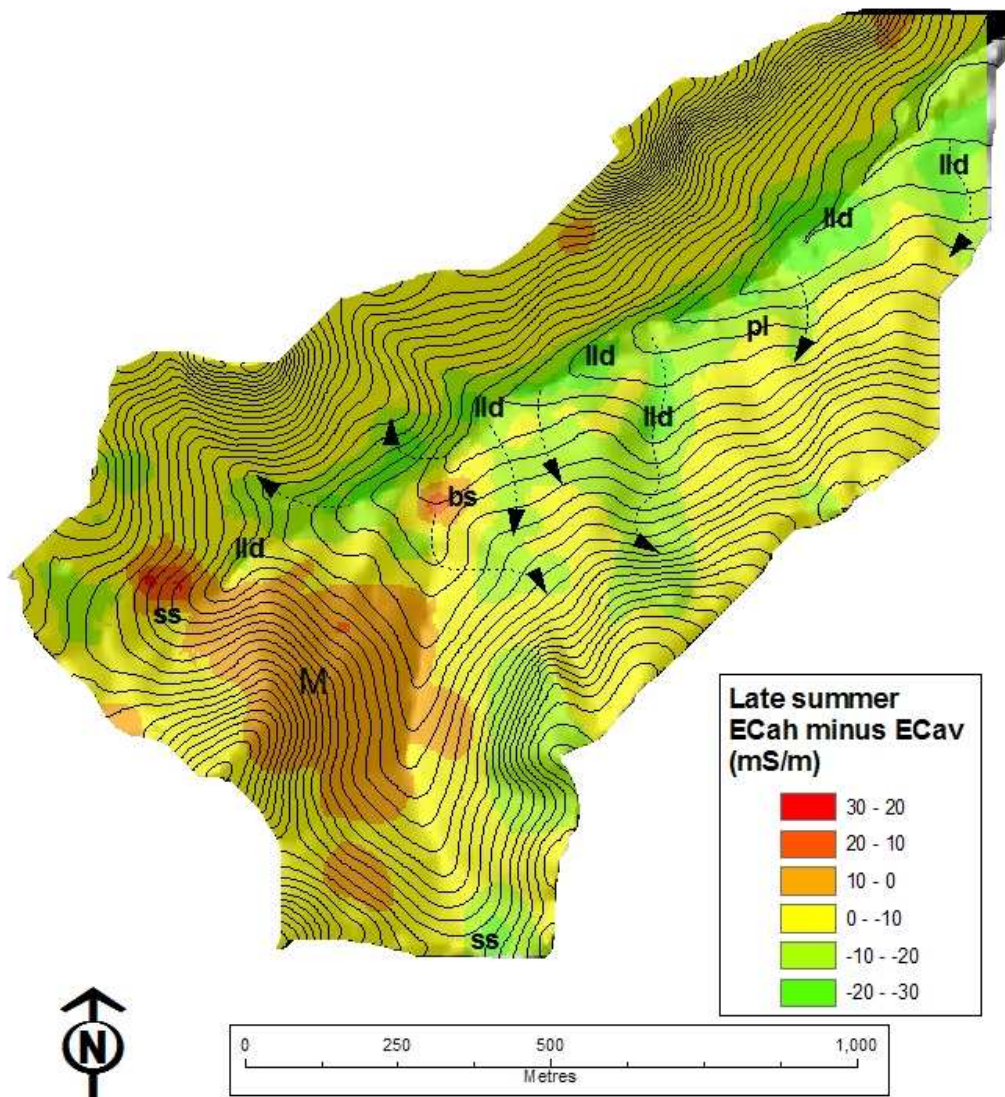 lld
lld
pl
lld
lld
lld
bs
lld
ss
M
ss
Late summer
ECah minus ECav
(mS/m)
30 - 20
20 - 10
10 - 0
0 - -10
-10 - -20
-20 - -30
N
0 250 500 1,000
Metres